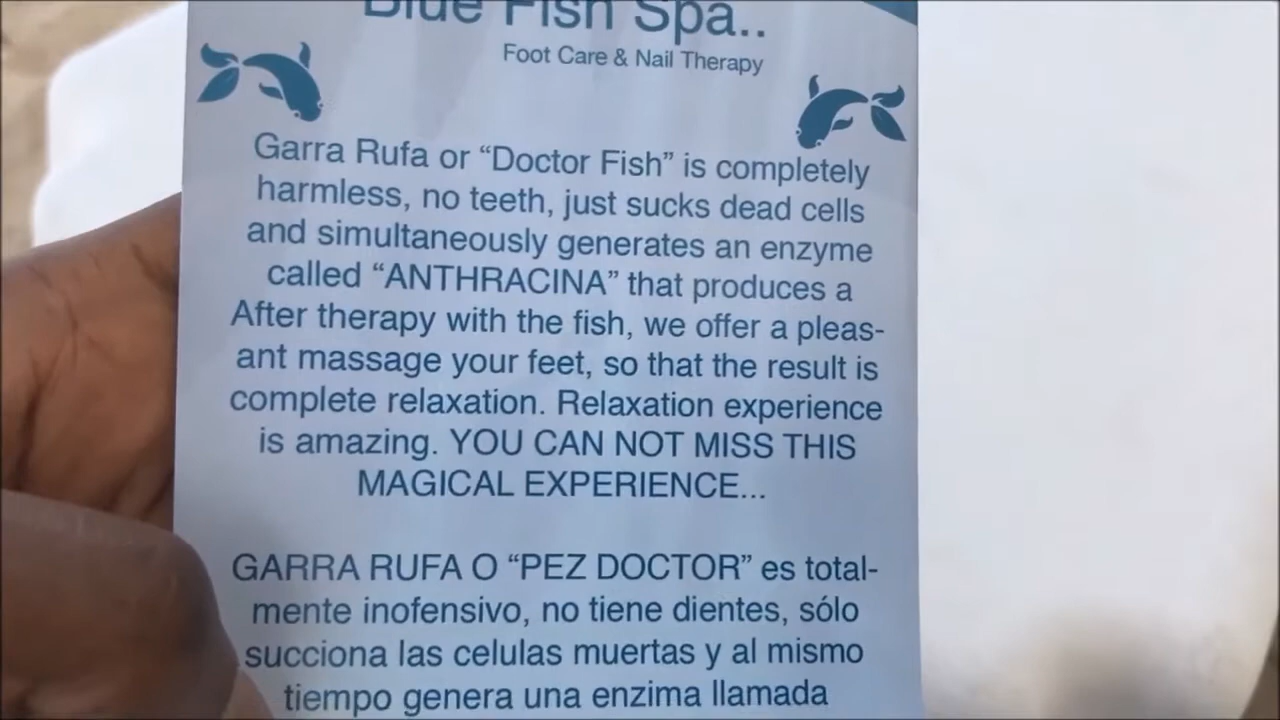 Blue Fish Spa..
Foot Care & Nail Therapy
Garra Rufa or “Doctor Fish” is completely
harmless, no teeth, just sucks dead cells
and simultaneously generates an enzyme
called “ANTHRACINA” that produces a
After therapy with the fish, we offer a pleas-
ant massage your feet, so that the result is
complete relaxation. Relaxation experience
is amazing. YOU CAN NOT MISS THIS
MAGICAL EXPERIENCE...
GARRA RUFA O “PEZ DOCTOR” es total-
mente inofensivo, no tiene dientes, sólo
succiona las celulas muertas y al mismo
tiempo genera una enzima llamada